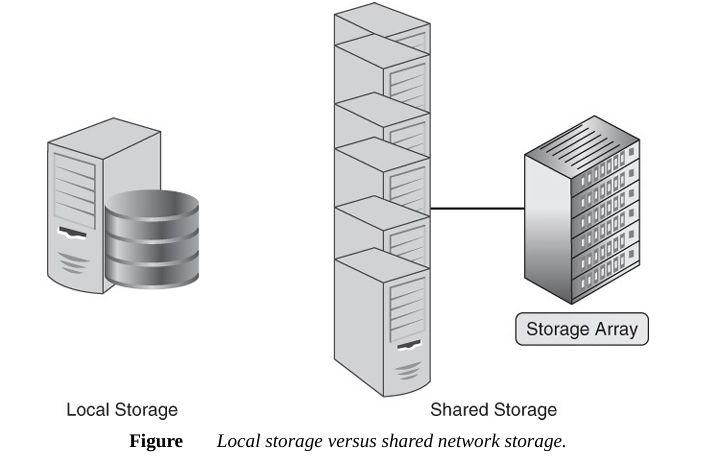 Storage Array
Local Storage
Shared Storage
Figure Local storage versus shared network storage.